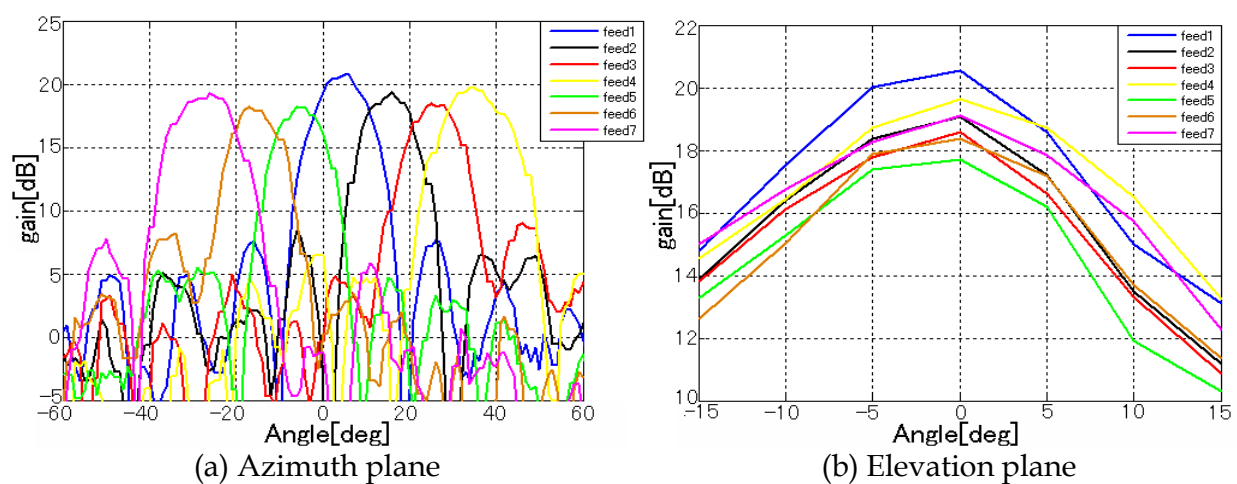 25
20
15
10
5
0
-5
gain[dB]
-60
-40
-20
0
20
40
60
Angle[deg]
feed1
feed2
feed3
feed4
feed5
feed6
feed7
(a) Azimuth plane
22
20
18
16
14
12
10
gain[dB]
-15
-10
-5
0
5
10
15
Angle[deg]
feed1
feed2
feed3
feed4
feed5
feed6
feed7
(b) Elevation plane